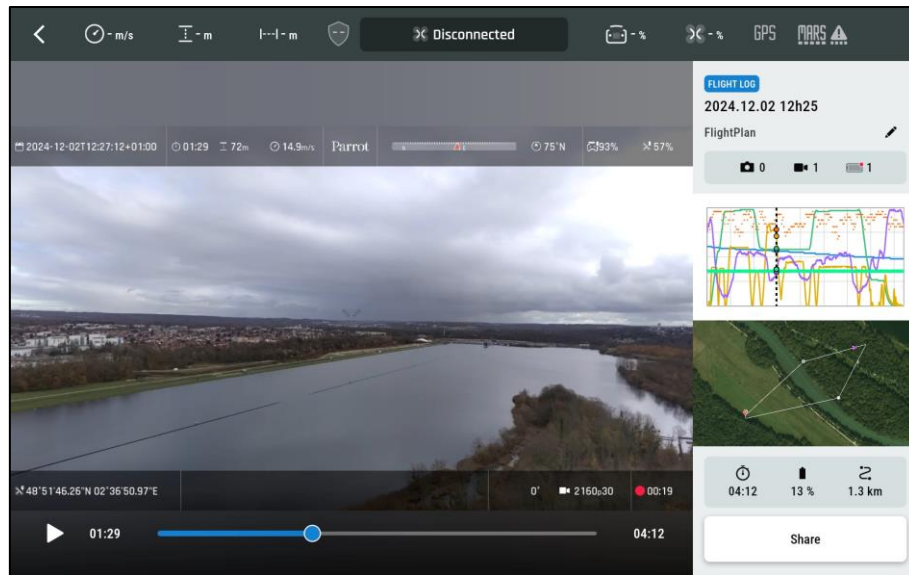 - m/s
- m
- m
Disconnected
- %
- %
GPS
MARS
FLIGHT LOG
2024.12.02 12h25
FlightPlan
0
1
1
2024-12-02T12:27:12+01:00
01:29
72m
14.9m/s
Parrot
E
75°N
93%
57%
48°51'46.26"N 02°36'50.97"E
0°
2160p30
00:19
01:29
04:12
04:12
13 %
1.3 km
Share